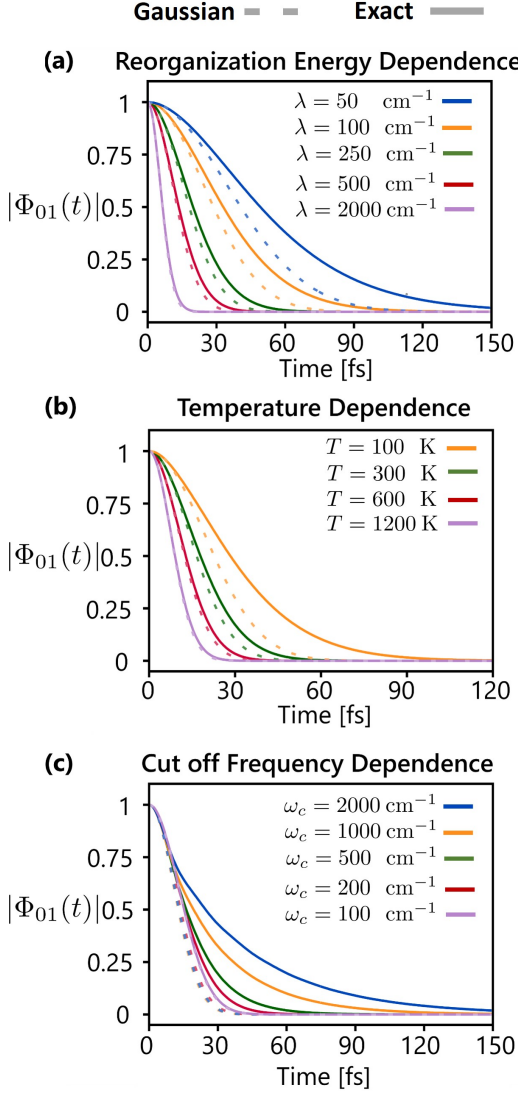 Gaussian Exact
(a) Reorganization Energy Dependence
λ = 50 cm⁻¹
λ = 100 cm⁻¹
λ = 250 cm⁻¹
λ = 500 cm⁻¹
λ = 2000 cm⁻¹
|Φ₀₁(t)|
1
0.75
0.5
0.25
0
0 30 60 90 120 150
Time [fs]
(b) Temperature Dependence
T = 100 K
T = 300 K
T = 600 K
T = 1200 K
|Φ₀₁(t)|
1
0.75
0.5
0.25
0
0 30 60 90 120
Time [fs]
(c) Cut off Frequency Dependence
ω_c = 2000 cm⁻¹
ω_c = 1000 cm⁻¹
ω_c = 500 cm⁻¹
ω_c = 200 cm⁻¹
ω_c = 100 cm⁻¹
|Φ₀₁(t)|
1
0.75
0.5
0.25
0
0 30 60 90 120 150
Time [fs]